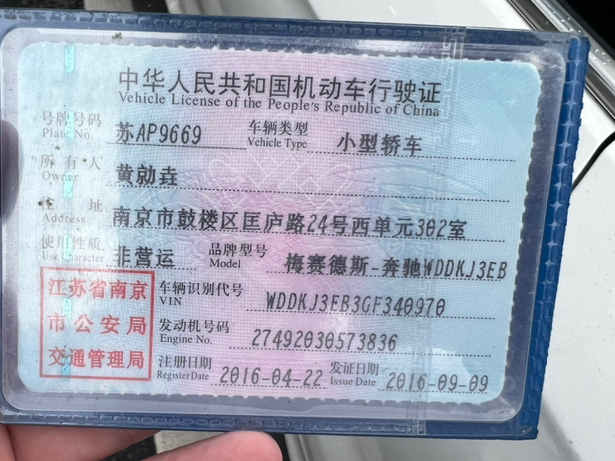 中华人民共和国机动车行驶证
Vehicle License of the People's Republic of China
号牌号码 苏AP9669 车辆类型 小型轿车
Plate No. Vehicle Type
所有人 黄勋垚
Owner
住址 南京市鼓楼区匡庐路24号西单元302室
Address
使用性质 非营运 品牌型号 梅赛德斯-奔驰WDDKJ3EB
Use Character Model
江苏省南京 车辆识别代号 WDDKJ3EB3GF340970
VIN
市公安局 发动机号码 27492030573836
Engine No.
交通管理局 注册日期 2016-04-22 发证日期 2016-09-09
Register Date Issue Date